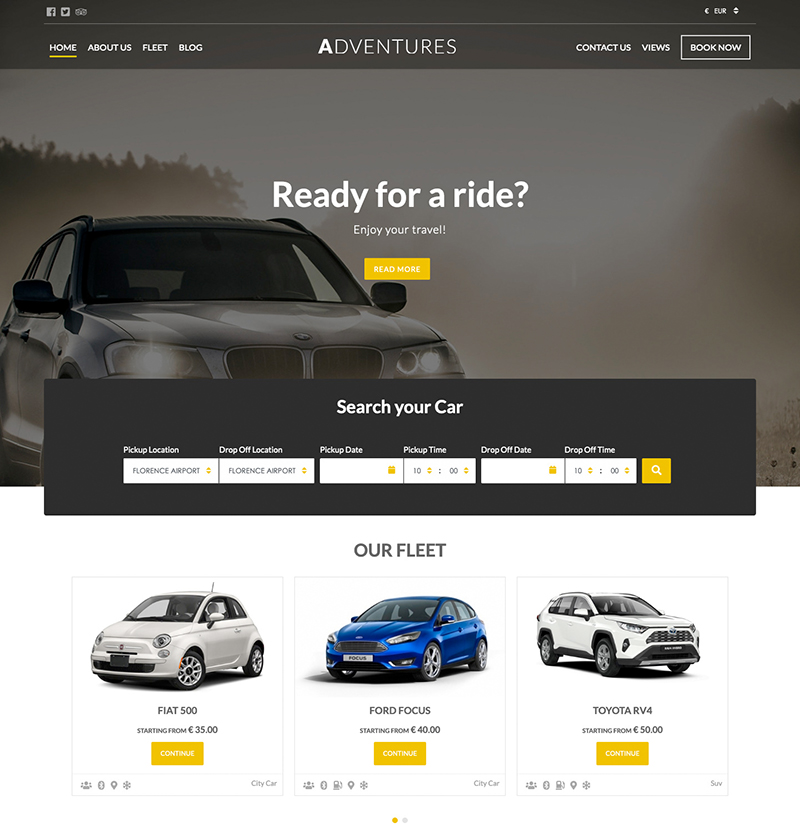 € EUR
HOME ABOUT US FLEET BLOG
ADVENTURES
CONTACT US VIEWS BOOK NOW
Ready for a ride?
Enjoy your travel!
READ MORE
Search your Car
Pickup Location Drop Off Location Pickup Date Pickup Time Drop Off Date Drop Off Time
FLORENCE AIRPORT FLORENCE AIRPORT 10 : 00 10 : 00
OUR FLEET
FOCUS
FIAT 500
STARTING FROM € 35.00
CONTINUE
City Car
FORD FOCUS
STARTING FROM € 40.00
CONTINUE
City Car
TOYOTA RV4
STARTING FROM € 50.00
CONTINUE
Suv